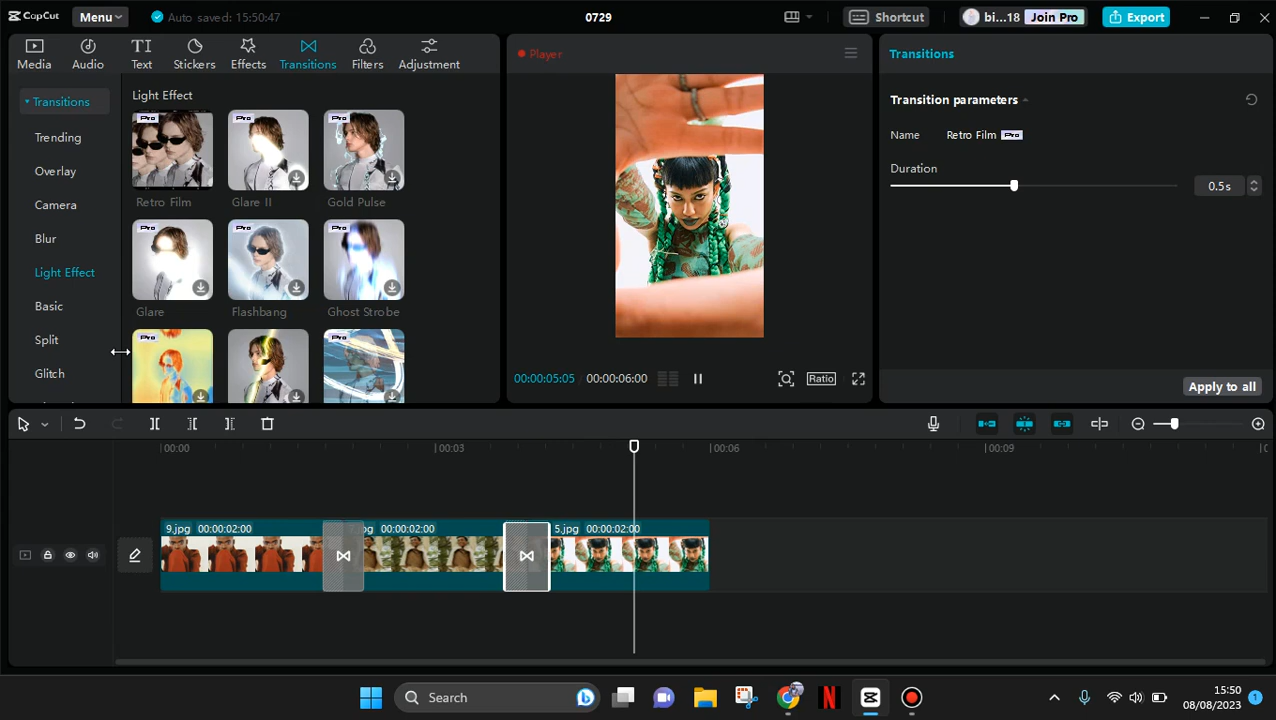 CapCut
Menu
Auto saved: 15:50:47
0729
Shortcut
bi...18
Join Pro
Export
Media
Audio
Text
Stickers
Effects
Transitions
Filters
Adjustment
Transitions
Trending
Overlay
Camera
Blur
Light Effect
Basic
Split
Glitch
Light Effect
Pro
Retro Film
Pro
Glare II
Pro
Gold Pulse
Pro
Glare
Pro
Flashbang
Pro
Ghost Strobe
Pro
Pro
Player
00:00:05:05
00:00:06:00
Ratio
Transitions
Transition parameters
Name
Retro Film
Pro
Duration
0.5s
Apply to all
00:00
00:03
00:06
00:09
9.jpg 00:00:02:00
.jpg 00:00:02:00
5.jpg 00:00:02:00
Search
15:50
08/08/2023
1